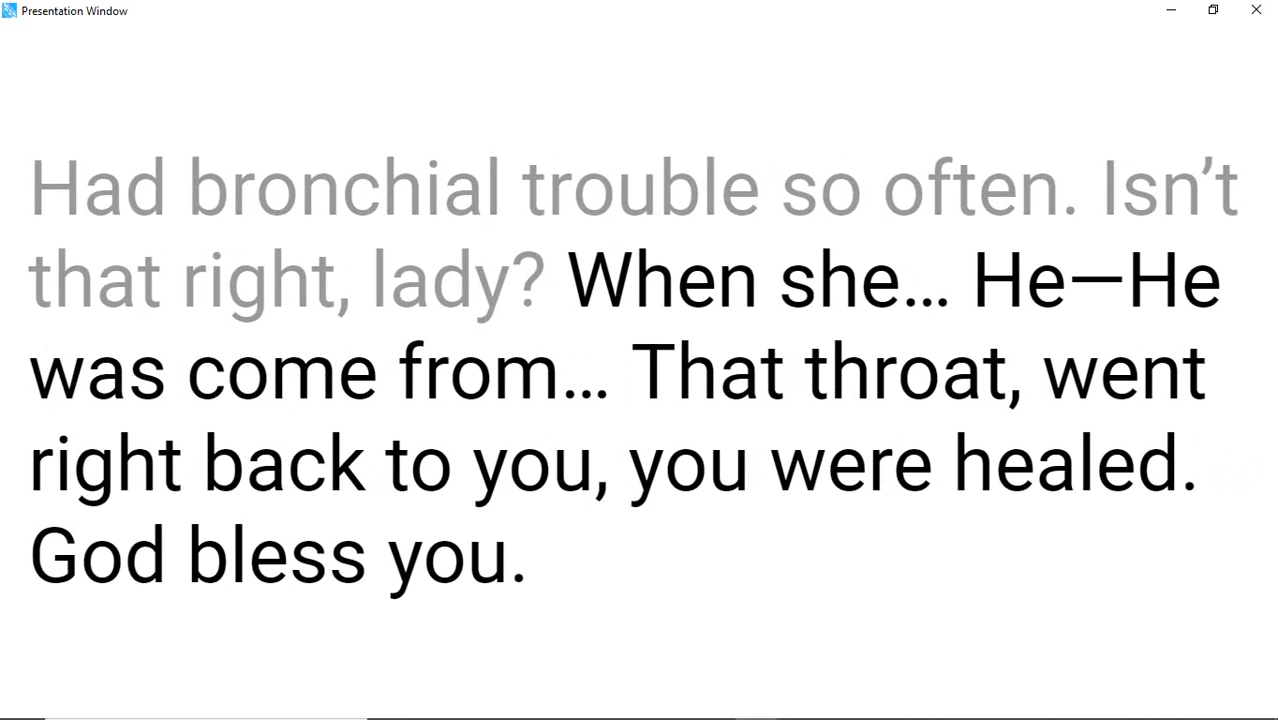 Presentation Window
Had bronchial trouble so often. Isn’t
that right, lady? When she… He—He
was come from… That throat, went
right back to you, you were healed.
God bless you.